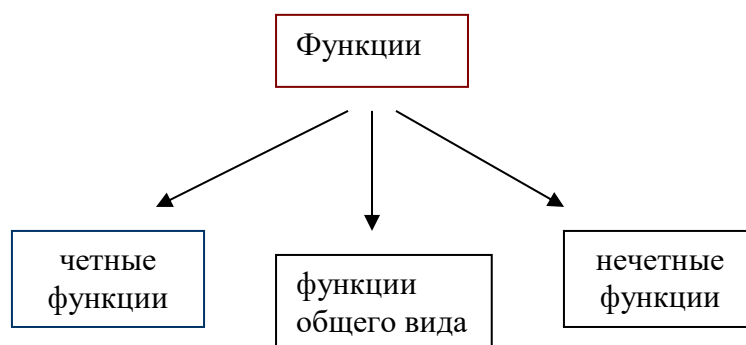 Функции
четные
функции
функции
общего вида
нечетные
функции